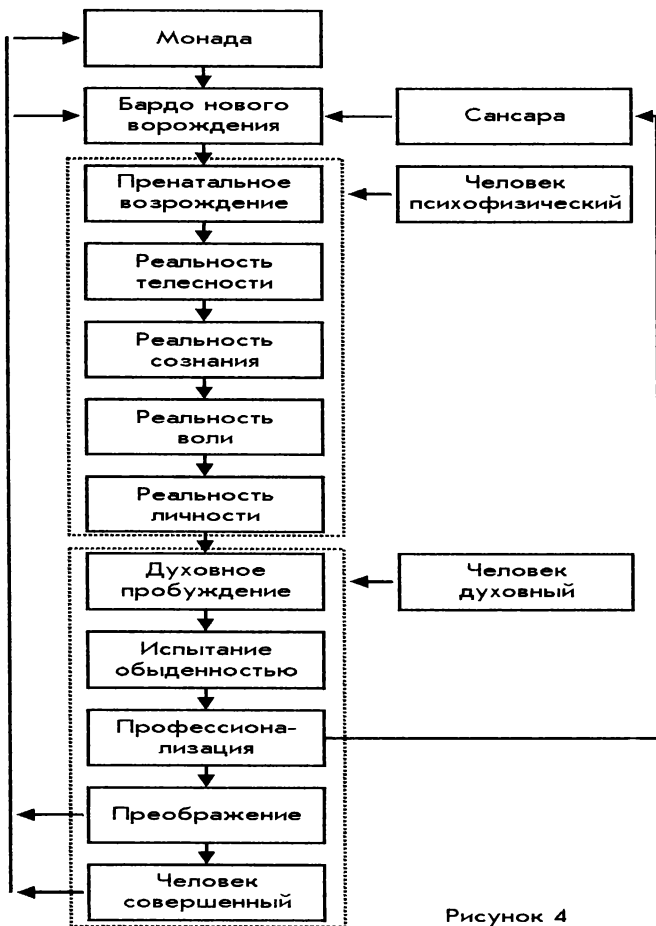 Монада
Бардо нового
ворождения
Сансара
Пренатальное
возрождение
Человек
психофизический
Реальность
телесности
Реальность
сознания
Реальность
воли
Реальность
личности
Духовное
пробуждение
Человек
духовный
Испытание
обыденностью
Профессиона-
лизация
Преображение
Человек
совершенный
Рисунок 4